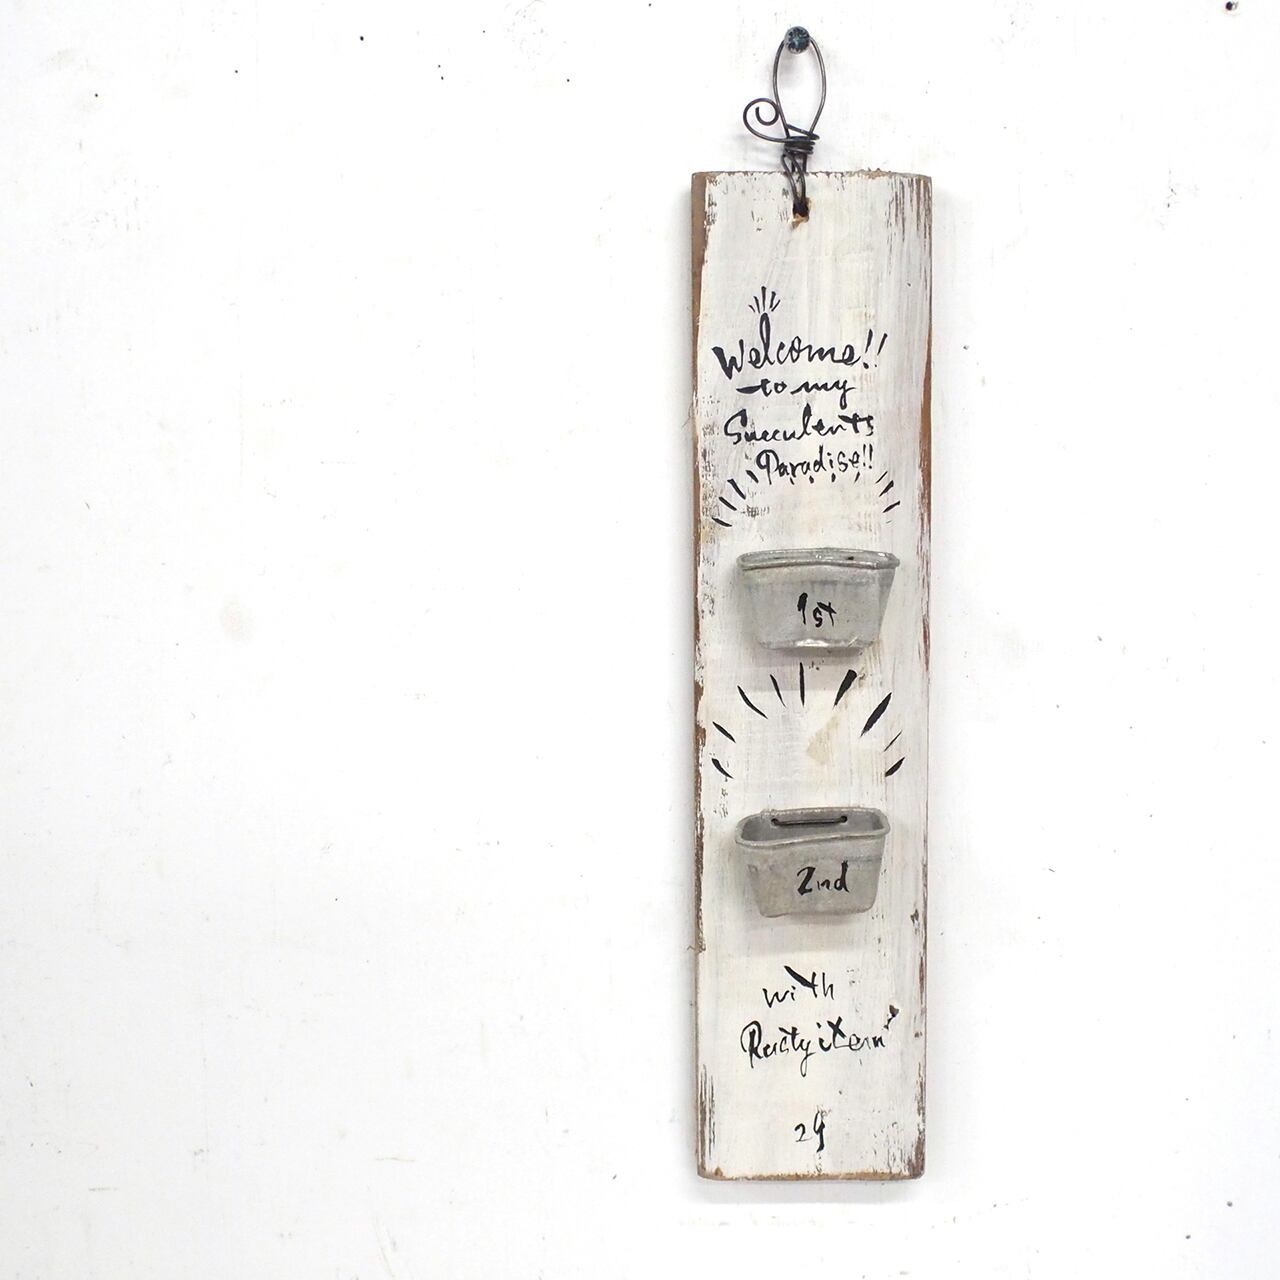 Welcome!!
to my
Succulents
Paradise!!
1st
2nd
with
Rusty item
29